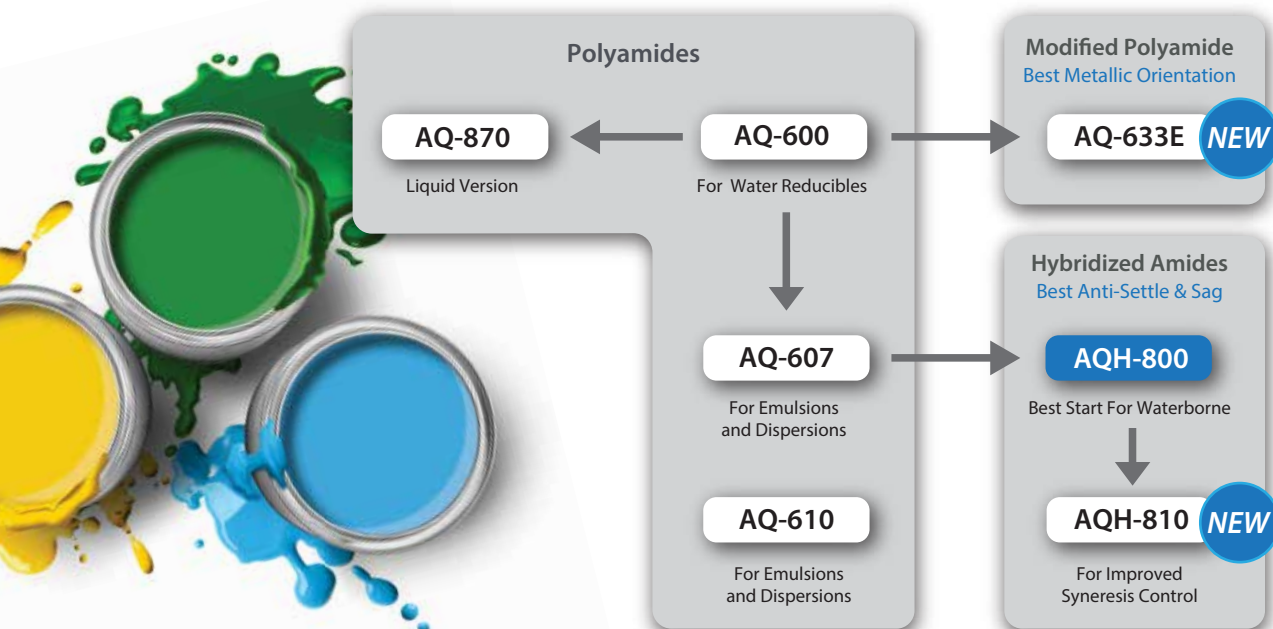 Polyamides
AQ-870
Liquid Version
AQ-600
For Water Reducibles
AQ-607
For Emulsions
and Dispersions
AQ-610
For Emulsions
and Dispersions
Modified Polyamide
Best Metallic Orientation
AQ-633E
NEW
Hybridized Amides
Best Anti-Settle & Sag
AQH-800
Best Start For Waterborne
AQH-810
NEW
For Improved
Syneresis Control